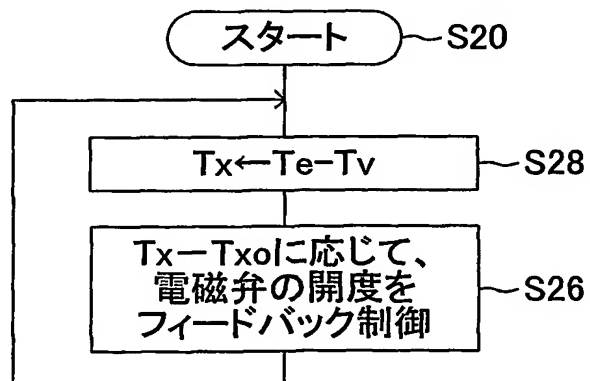 スタート
S20
Tx←Te−Tv
S28
Tx−Txoに応じて、
電磁弁の開度を
フィードバック制御
S26